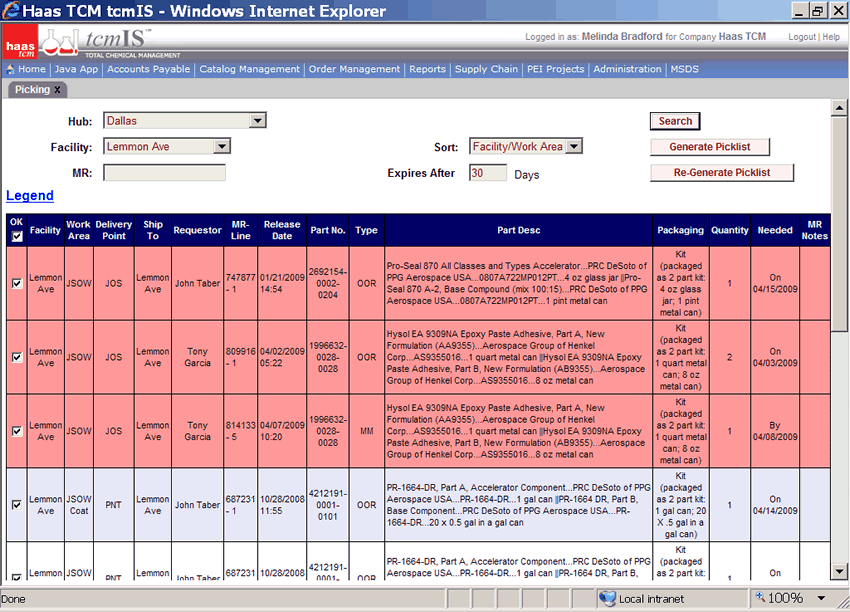 Haas TCM tcmIS - Windows Internet Explorer
haas tcm
tcmIS™
TOTAL CHEMICAL MANAGEMENT
Logged in as: Melinda Bradford for Company Haas TCM
Logout | Help
Home | Java App | Accounts Payable | Catalog Management | Order Management | Reports | Supply Chain | PEI Projects | Administration | MSDS
Picking x
Hub: Dallas
Search
Facility: Lemmon Ave
Sort: Facility/Work Area
Generate Picklist
MR:
Expires After 30 Days
Re-Generate Picklist
Legend
OK
Facility
Work
Area
Delivery
Point
Ship
To
Requestor
MR-
Line
Release
Date
Part No.
Type
Part Desc
Packaging
Quantity
Needed
MR
Notes
Lemmon
Ave
JSOW
JOS
Lemmon
Ave
John Taber
747877
- 1
01/21/2009
14:54
2692154-
0002-
0204
OOR
Pro-Seal 870 All Classes and Types Accelerator...PRC DeSoto of
PPG Aerospace USA...0807A722MP012PT...4 oz glass jar ||Pro-
Seal 870 A-2, Base Compound (mix 100:15)...PRC DeSoto of PPG
Aerospace USA...0807A722MP012PT...1 pint metal can
Kit
(packaged
as 2 part kit:
4 oz glass
jar; 1 pint
metal can)
1
On
04/15/2009
Lemmon
Ave
JSOW
JOS
Lemmon
Ave
Tony
Garcia
809916
- 1
04/02/2009
05:22
1996632-
0028-
0028
OOR
Hysol EA 9309NA Epoxy Paste Adhesive, Part A, New
Formulation (AA9355)...Aerospace Group of Henkel
Corp...AS9355016...1 quart metal can ||Hysol EA 9309NA Epoxy
Paste Adhesive, Part B, New Formulation (AB9355)...Aerospace
Group of Henkel Corp...AS9355016...8 oz metal can
Kit
(packaged
as 2 part kit:
1 quart metal
can; 8 oz
metal can)
2
On
04/03/2009
Lemmon
Ave
JSOW
JOS
Lemmon
Ave
Tony
Garcia
814133
- 5
04/07/2009
10:20
1996632-
0028-
0028
MM
Hysol EA 9309NA Epoxy Paste Adhesive, Part A, New
Formulation (AA9355)...Aerospace Group of Henkel
Corp...AS9355016...1 quart metal can ||Hysol EA 9309NA Epoxy
Paste Adhesive, Part B, New Formulation (AB9355)...Aerospace
Group of Henkel Corp...AS9355016...8 oz metal can
Kit
(packaged
as 2 part kit:
1 quart metal
can; 8 oz
metal can)
1
By
04/08/2009
Lemmon
Ave
JSOW
Coat
PNT
Lemmon
Ave
John Taber
687231
- 1
10/28/2008
11:55
4212191-
0001-
0101
OOR
PR-1664-DR, Part A, Accelerator Component...PRC DeSoto of PPG
Aerospace USA...PR-1664-DR...1 gal can ||PR-1664 DR, Part B,
Base Component...PRC DeSoto of PPG Aerospace USA...PR-
1664-DR...20 x 0.5 gal in a gal can
Kit
(packaged
as 2 part kit:
1 gal can; 20
X .5 gal in a
gal can)
1
On
04/14/2009
Lemmon
Ave
JSOW
Coat
PNT
Lemmon
Ave
John Taber
687231
- 1
10/28/2008
4212191-
0001-
OOR
PR-1664-DR, Part A, Accelerator Component...PRC DeSoto of PPG
Aerospace USA...PR-1664-DR...1 gal can ||PR-1664 DR, Part B,
Kit
(packaged
as 2 part kit:
1
On
Done
Local intranet
100%